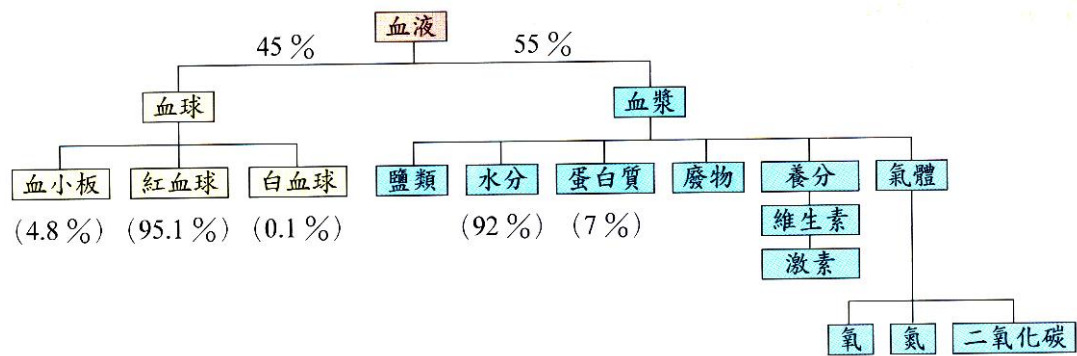 血液
45％ 55％
血球 血漿
血小板 紅血球 白血球 鹽類 水分 蛋白質 廢物 養分 氣體
(4.8％) (95.1％) (0.1％) (92％) (7％) 維生素
激素
氧 氮 二氧化碳